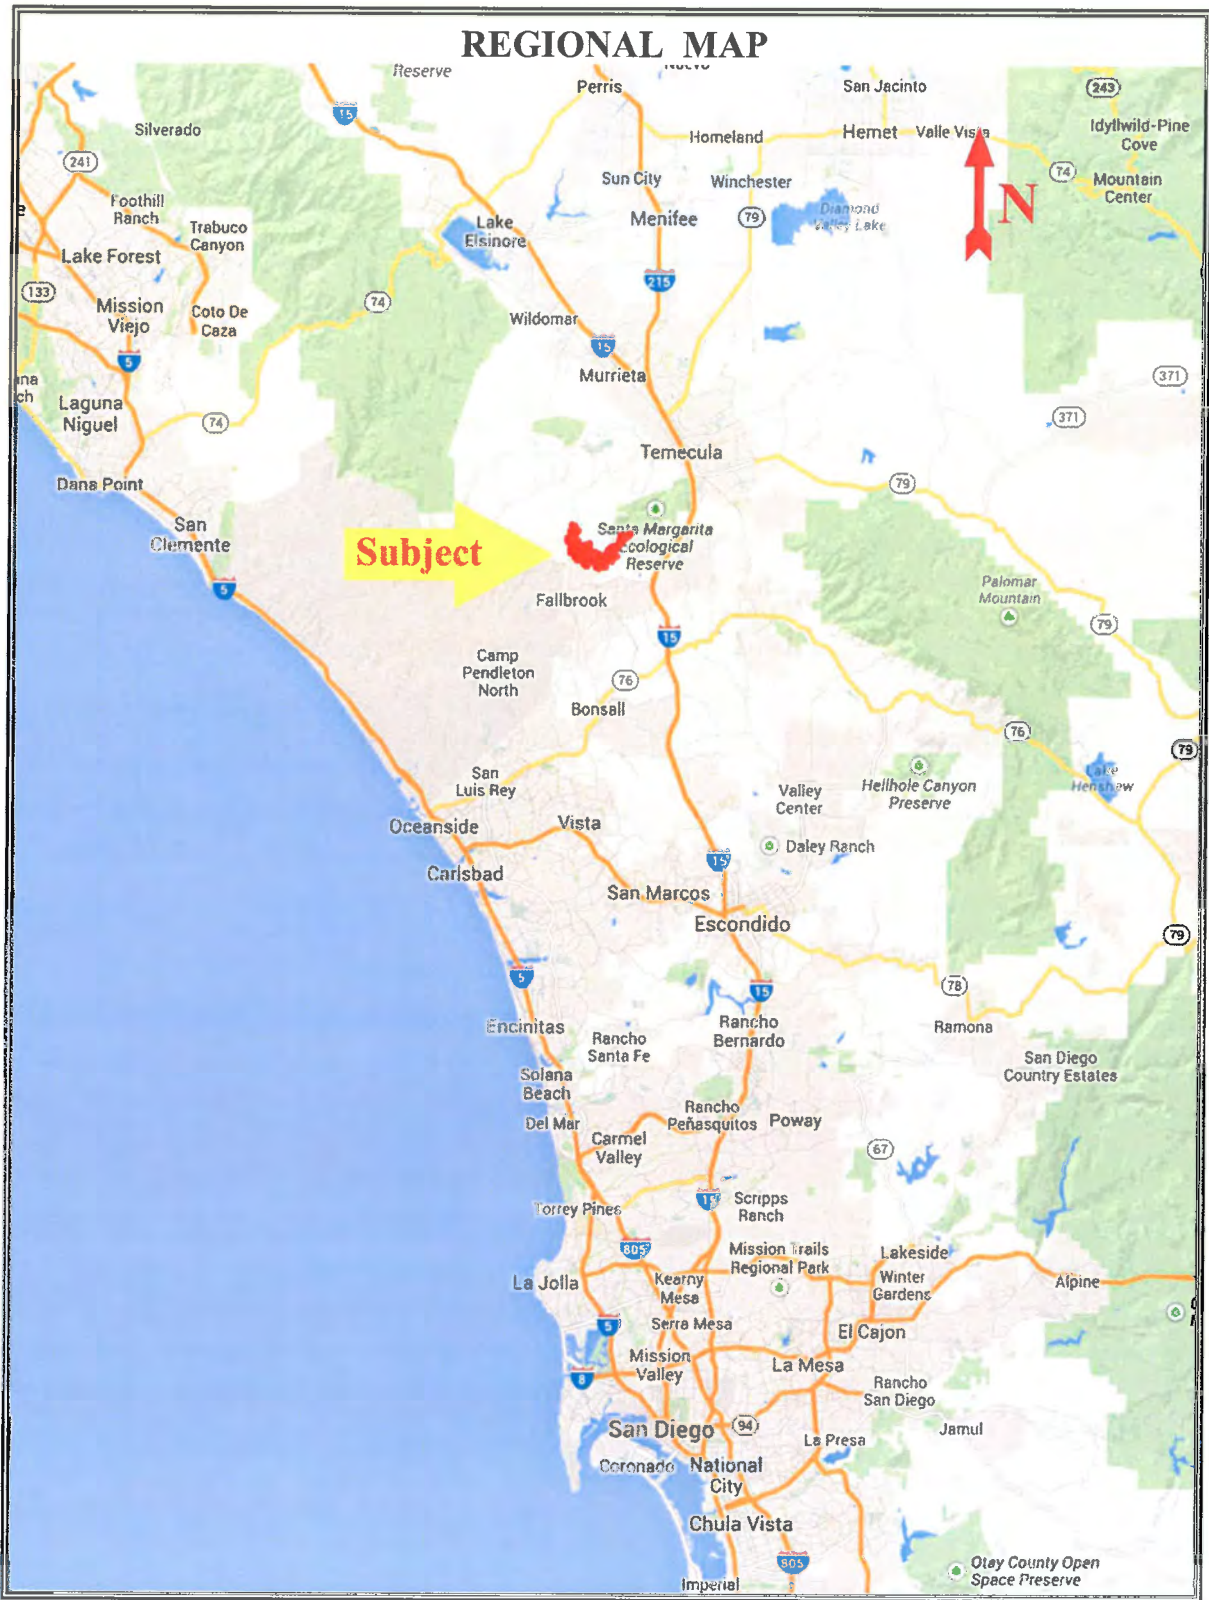 REGIONAL MAP
Reserve
Nuevo
Perris
San Jacinto
243
15
Silverado
Homeland
Hemet
Valle Vista
Idyllwild-Pine
Cove
241
74
Sun City
Winchester
Mountain
Center
Foothill
Ranch
Trabuco
Canyon
Lake
Elsinore
Menifee
79
Diamond
Valley Lake
N
Lake Forest
215
133
Mission
Viejo
Coto De
Caza
74
Wildomar
15
5
Murrieta
371
Laguna
Niguel
74
371
Temecula
Dana Point
79
San
Clemente
Subject
Santa Margarita
Ecological
Reserve
5
Fallbrook
Palomar
Mountain
79
15
Camp
Pendleton
North
76
Bonsall
76
79
San
Luis Rey
Valley
Center
Hellhole Canyon
Preserve
Lake
Henshaw
Oceanside
Vista
Daley Ranch
15
Carlsbad
San Marcos
Escondido
79
5
15
78
Encinitas
Rancho
Santa Fe
Rancho
Bernardo
Ramona
San Diego
Country Estates
Solana
Beach
Del Mar
Rancho
Peñasquitos
Poway
Carmel
Valley
67
15
Scripps
Ranch
Torrey Pines
805
Mission Trails
Regional Park
Lakeside
La Jolla
Kearny
Mesa
Winter
Gardens
Alpine
5
Serra Mesa
El Cajon
Mission
Valley
La Mesa
8
Rancho
San Diego
San Diego
94
La Presa
Jamul
Coronado
National
City
Chula Vista
805
Otay County Open
Space Preserve
Imperial